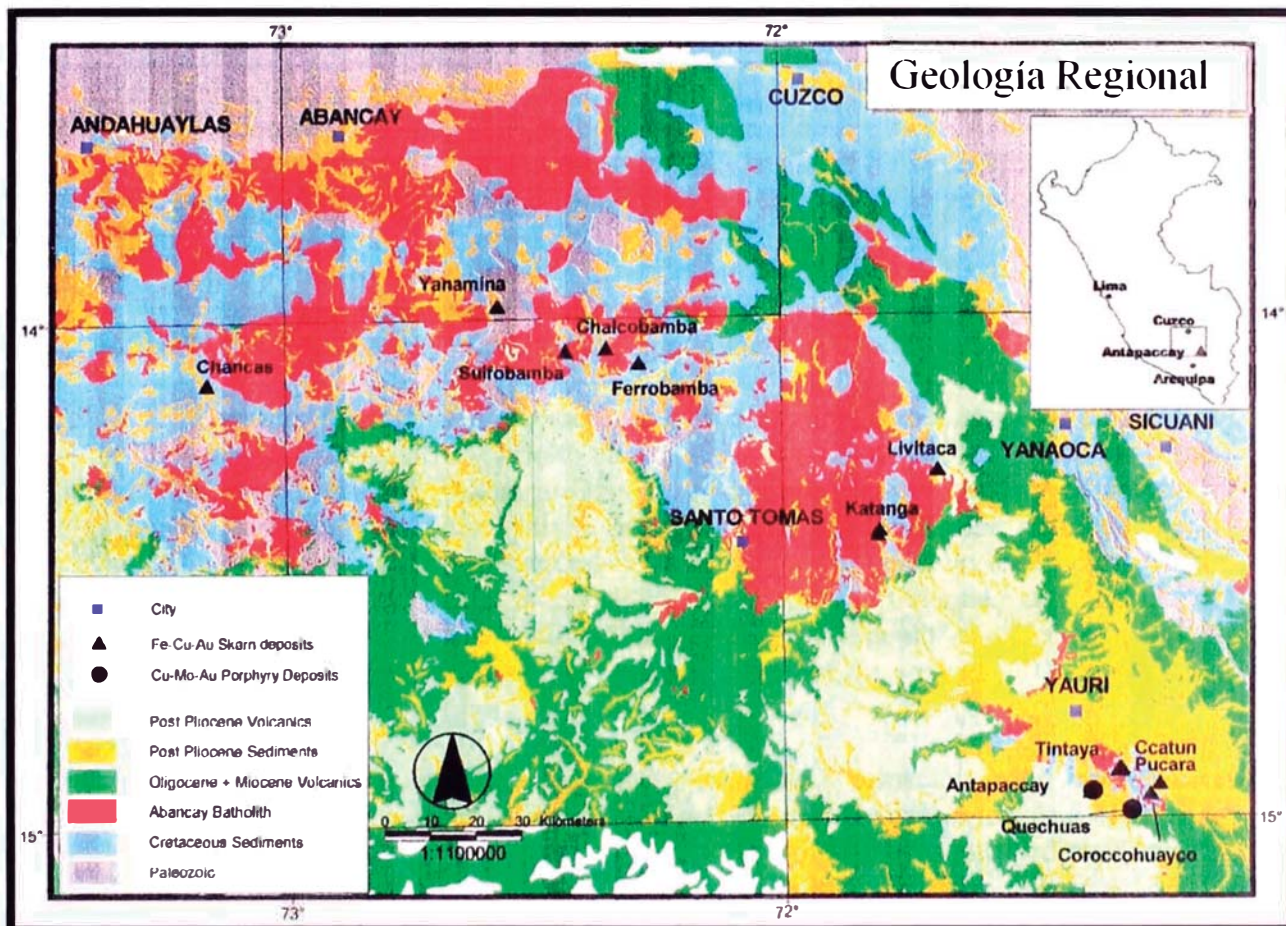 73°
72°
Geología Regional
CUZCO
ANDAHUAYLAS
ABANCAY
Lima
Cuzco
Antapaccay
Arequipa
Yanamina
14°
14°
Chalcobamba
Chancas
Sulfobamba
Ferrobamba
SICUANI
Livitaca
YANAOCA
SANTO TOMAS
Katanga
City
Fe-Cu-Au Skarn deposits
Cu-Mo-Au Porphyry Deposits
Post Pliocene Volcanics
Post Pliocene Sediments
Oligocene + Miocene Volcanics
Abancay Batholith
Cretaceous Sediments
Paleozoic
YAURI
Tintaya
Ccatun
Pucara
Antapaccay
Quechuas
Coroccohuayco
0 10 20 30 Kilometers
1:1100000
15°
15°
73°
72°